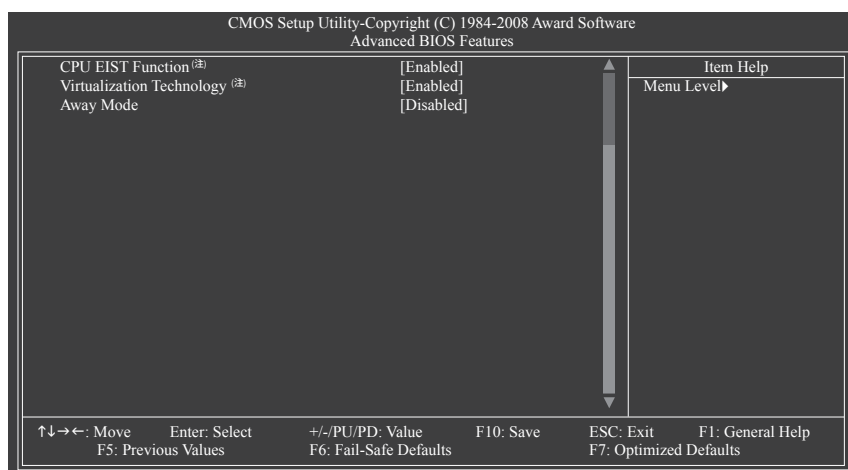 CMOS Setup Utility-Copyright (C) 1984-2008 Award Software
Advanced BIOS Features
CPU EIST Function (注) [Enabled]
Virtualization Technology (注) [Enabled]
Away Mode [Disabled]
Item Help
Menu Level▶
↑↓→←: Move Enter: Select +/-/PU/PD: Value F10: Save ESC: Exit F1: General Help
F5: Previous Values F6: Fail-Safe Defaults F7: Optimized Defaults